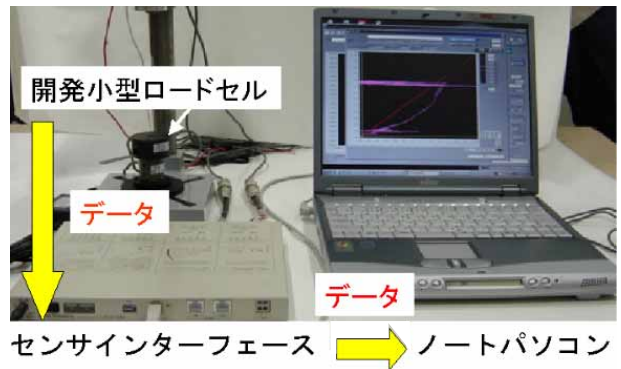 開発小型ロードセル
データ
データ
センサインターフェース
ノートパソコン